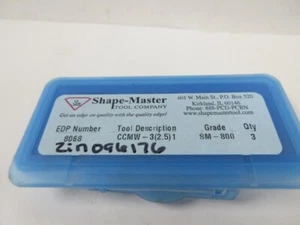 Shape-Master
TOOL COMPANY
Get an edge on quality with the quality edge!
801 W. Main St., P.O. Box 520
Kirkland, IL 60146
Phone: 888-PCD-PCBN
www.shapemastertool.com
EDP Number Tool Description Grade Qty
8068 CCMW-3(2.5)1 SM-800 3
Zin096176